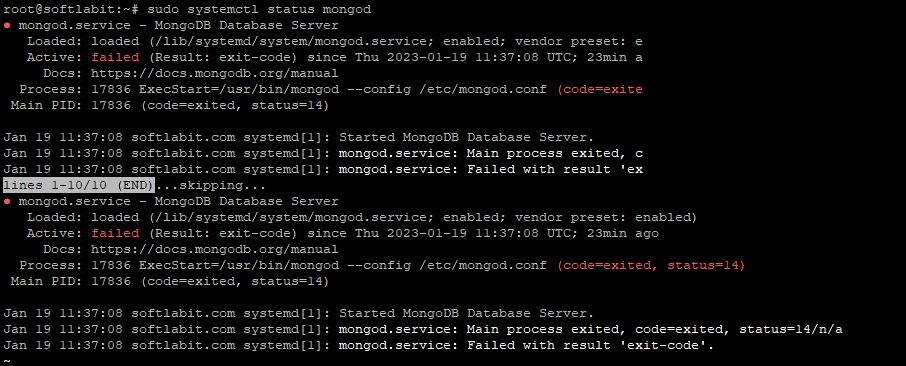 root@softlabit:~# sudo systemctl status mongod
● mongod.service - MongoDB Database Server
   Loaded: loaded (/lib/systemd/system/mongod.service; enabled; vendor preset: e
   Active: failed (Result: exit-code) since Thu 2023-01-19 11:37:08 UTC; 23min a
     Docs: https://docs.mongodb.org/manual
  Process: 17836 ExecStart=/usr/bin/mongod --config /etc/mongod.conf (code=exite
 Main PID: 17836 (code=exited, status=14)

Jan 19 11:37:08 softlabit.com systemd[1]: Started MongoDB Database Server.
Jan 19 11:37:08 softlabit.com systemd[1]: mongod.service: Main process exited, c
Jan 19 11:37:08 softlabit.com systemd[1]: mongod.service: Failed with result 'ex
lines 1-10/10 (END)...skipping...
● mongod.service - MongoDB Database Server
   Loaded: loaded (/lib/systemd/system/mongod.service; enabled; vendor preset: enabled)
   Active: failed (Result: exit-code) since Thu 2023-01-19 11:37:08 UTC; 23min ago
     Docs: https://docs.mongodb.org/manual
  Process: 17836 ExecStart=/usr/bin/mongod --config /etc/mongod.conf (code=exited, status=14)
 Main PID: 17836 (code=exited, status=14)

Jan 19 11:37:08 softlabit.com systemd[1]: Started MongoDB Database Server.
Jan 19 11:37:08 softlabit.com systemd[1]: mongod.service: Main process exited, code=exited, status=14/n/a
Jan 19 11:37:08 softlabit.com systemd[1]: mongod.service: Failed with result 'exit-code'.
~